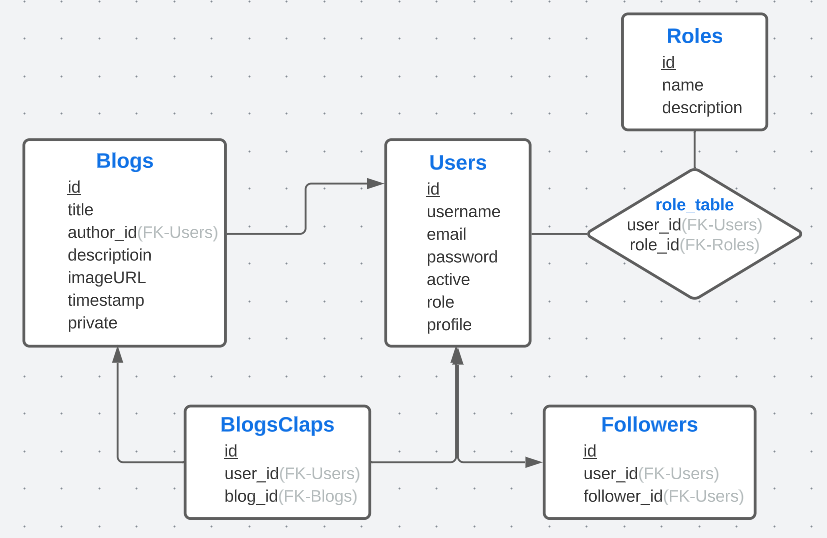 Roles
id
name
description
Blogs
id
title
author_id(FK-Users)
descriptioin
imageURL
timestamp
private
Users
id
username
email
password
active
role
profile
role_table
user_id(FK-Users)
role_id(FK-Roles)
BlogsClaps
id
user_id(FK-Users)
blog_id(FK-Blogs)
Followers
id
user_id(FK-Users)
follower_id(FK-Users)